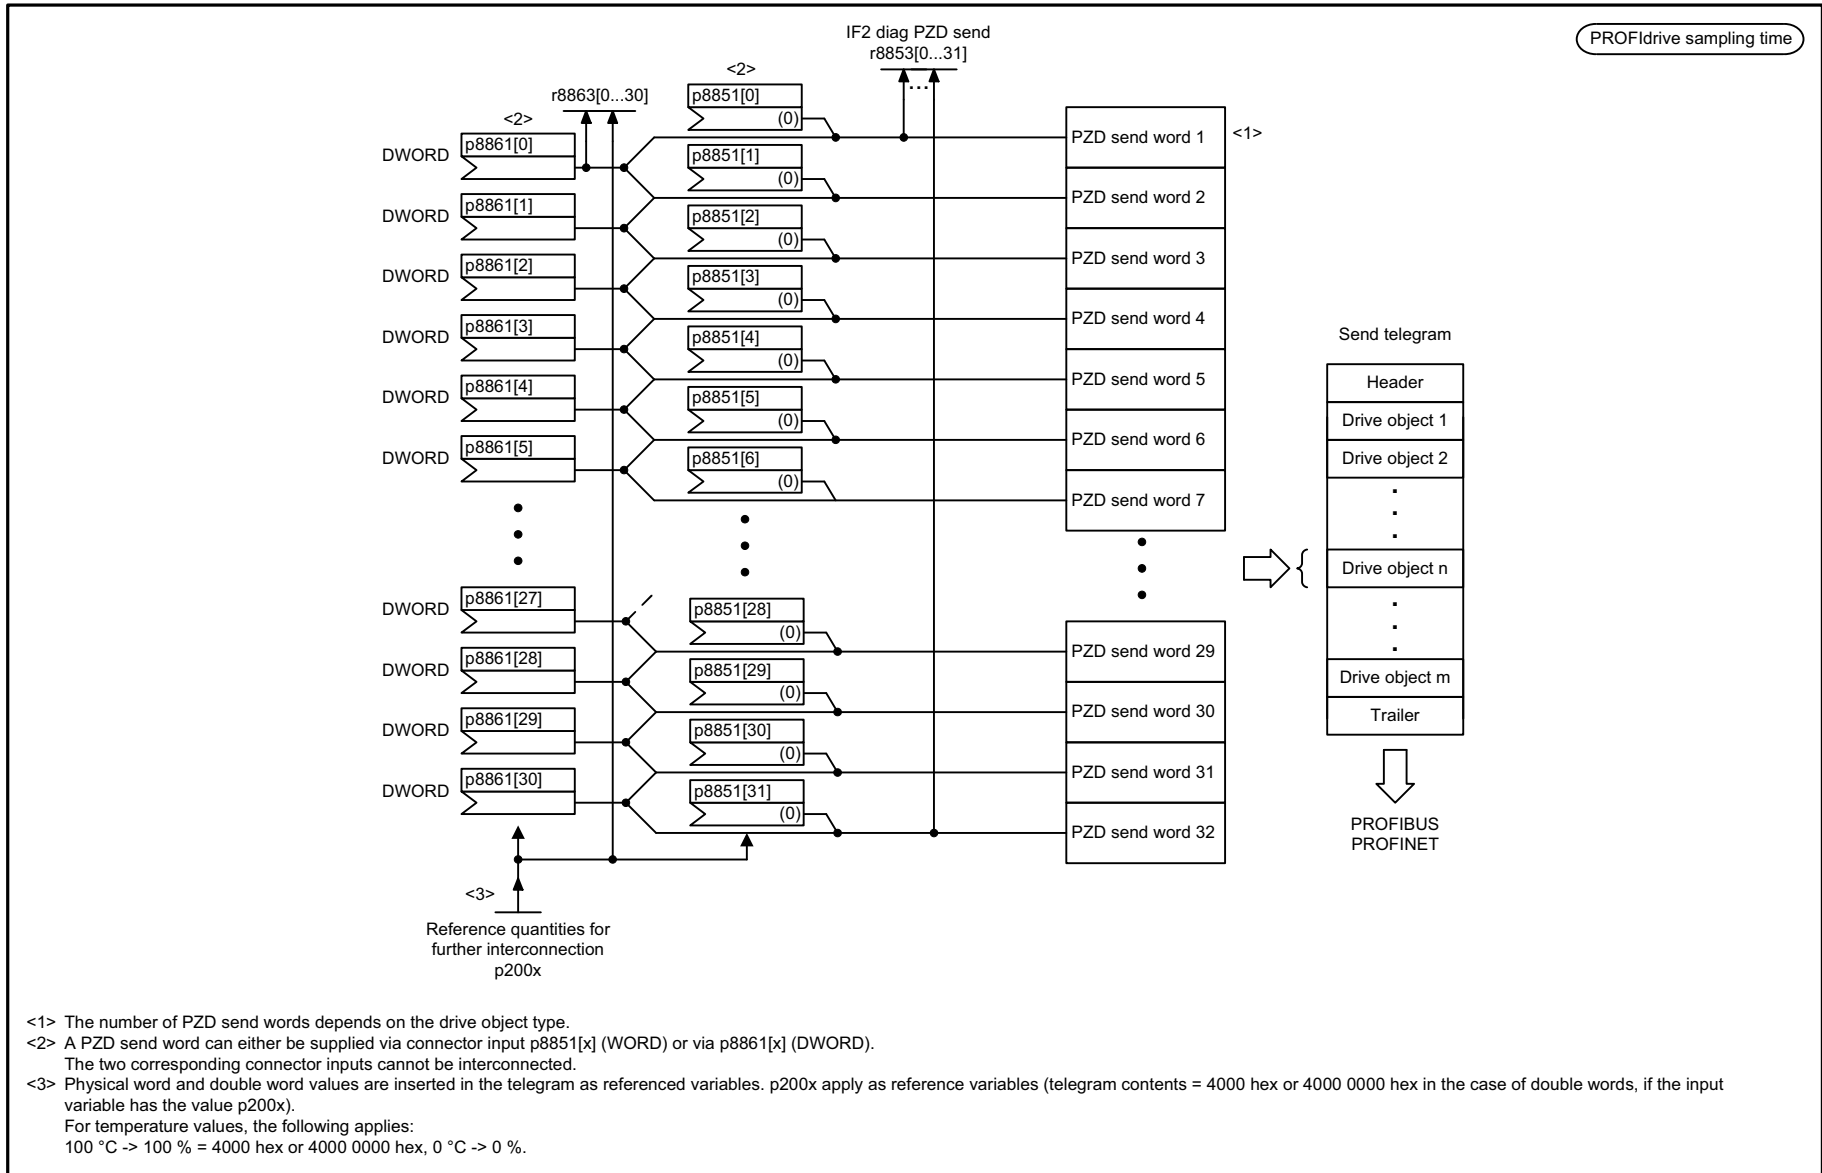 IF2 diag PZD send
r8853[0...31]
PROFIdrive sampling time
<2>
r8863[0...30]
<2>
...
p8851[0]
(0)
DWORD
p8861[0]
PZD send word 1
<1>
p8851[1]
(0)
PZD send word 2
DWORD
p8861[1]
p8851[2]
(0)
PZD send word 3
DWORD
p8861[2]
p8851[3]
(0)
PZD send word 4
DWORD
p8861[3]
p8851[4]
(0)
PZD send word 5
DWORD
p8861[4]
p8851[5]
(0)
PZD send word 6
DWORD
p8861[5]
p8851[6]
(0)
PZD send word 7
DWORD
p8861[27]
p8851[28]
(0)
PZD send word 29
DWORD
p8861[28]
p8851[29]
(0)
PZD send word 30
DWORD
p8861[29]
p8851[30]
(0)
PZD send word 31
DWORD
p8861[30]
p8851[31]
(0)
PZD send word 32
Send telegram
Header
Drive object 1
Drive object 2
Drive object n
Drive object m
Trailer
PROFIBUS
PROFINET
<3>
Reference quantities for
further interconnection
p200x
<1> The number of PZD send words depends on the drive object type.
<2> A PZD send word can either be supplied via connector input p8851[x] (WORD) or via p8861[x] (DWORD).
The two corresponding connector inputs cannot be interconnected.
<3> Physical word and double word values are inserted in the telegram as referenced variables. p200x apply as reference variables (telegram contents = 4000 hex or 4000 0000 hex in the case of double words, if the input
variable has the value p200x).
For temperature values, the following applies:
100 °C -> 100 % = 4000 hex or 4000 0000 hex, 0 °C -> 0 %.